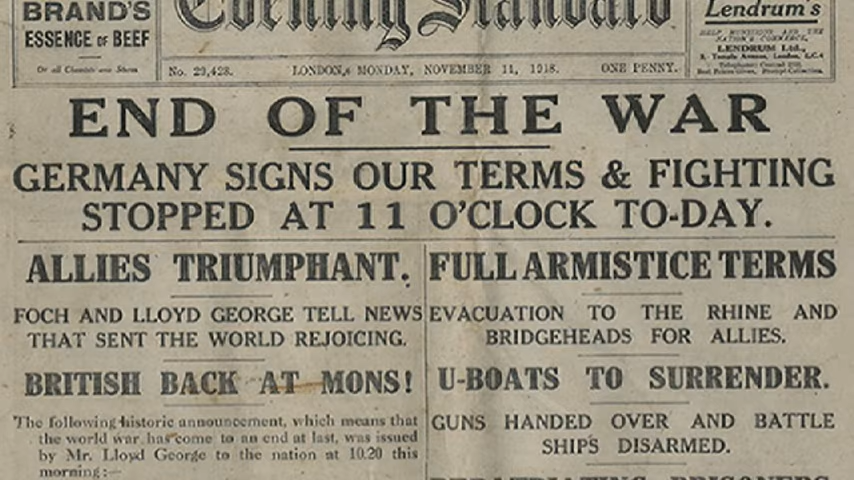 BRAND'S
ESSENCE OF BEEF
Or all Chemists and Stores
Evening Standard
Lendrum's
LENDRUM Ltd.,
No. 29,428. LONDON, MONDAY, NOVEMBER 11, 1918. ONE PENNY.
END OF THE WAR
GERMANY SIGNS OUR TERMS & FIGHTING
STOPPED AT 11 O'CLOCK TO-DAY.
ALLIES TRIUMPHANT.
FOCH AND LLOYD GEORGE TELL NEWS
THAT SENT THE WORLD REJOICING.
BRITISH BACK AT MONS!
The following historic announcement, which means that
the world war has come to an end at last, was issued
by Mr. Lloyd George to the nation at 10.20 this
morning:—
FULL ARMISTICE TERMS
EVACUATION TO THE RHINE AND
BRIDGEHEADS FOR ALLIES.
U-BOATS TO SURRENDER.
GUNS HANDED OVER AND BATTLE
SHIPS DISARMED.